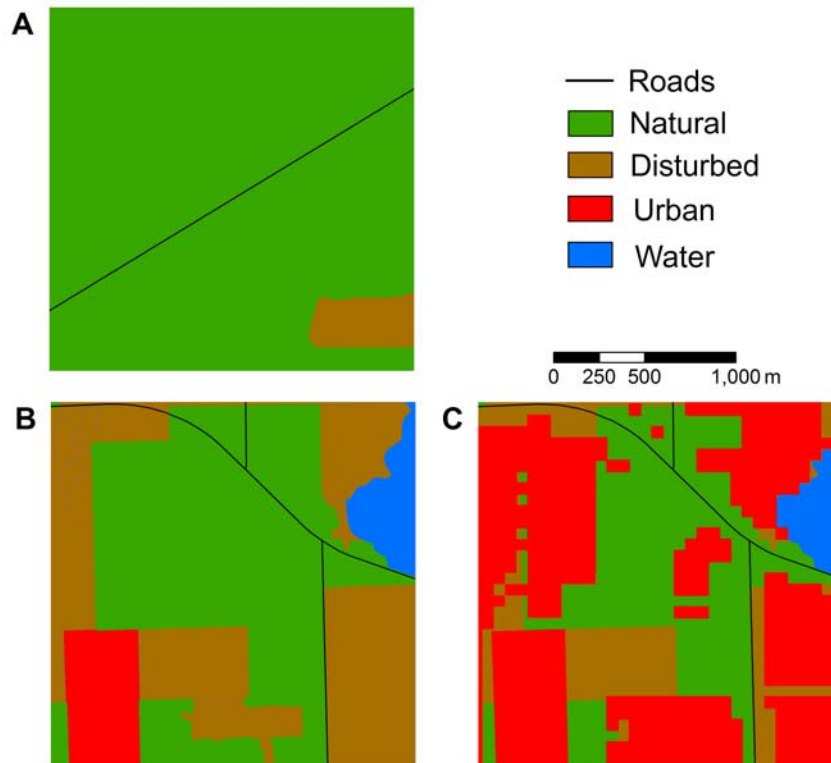 A
Roads
Natural
Disturbed
Urban
Water
0 250 500 1,000 m
B
C